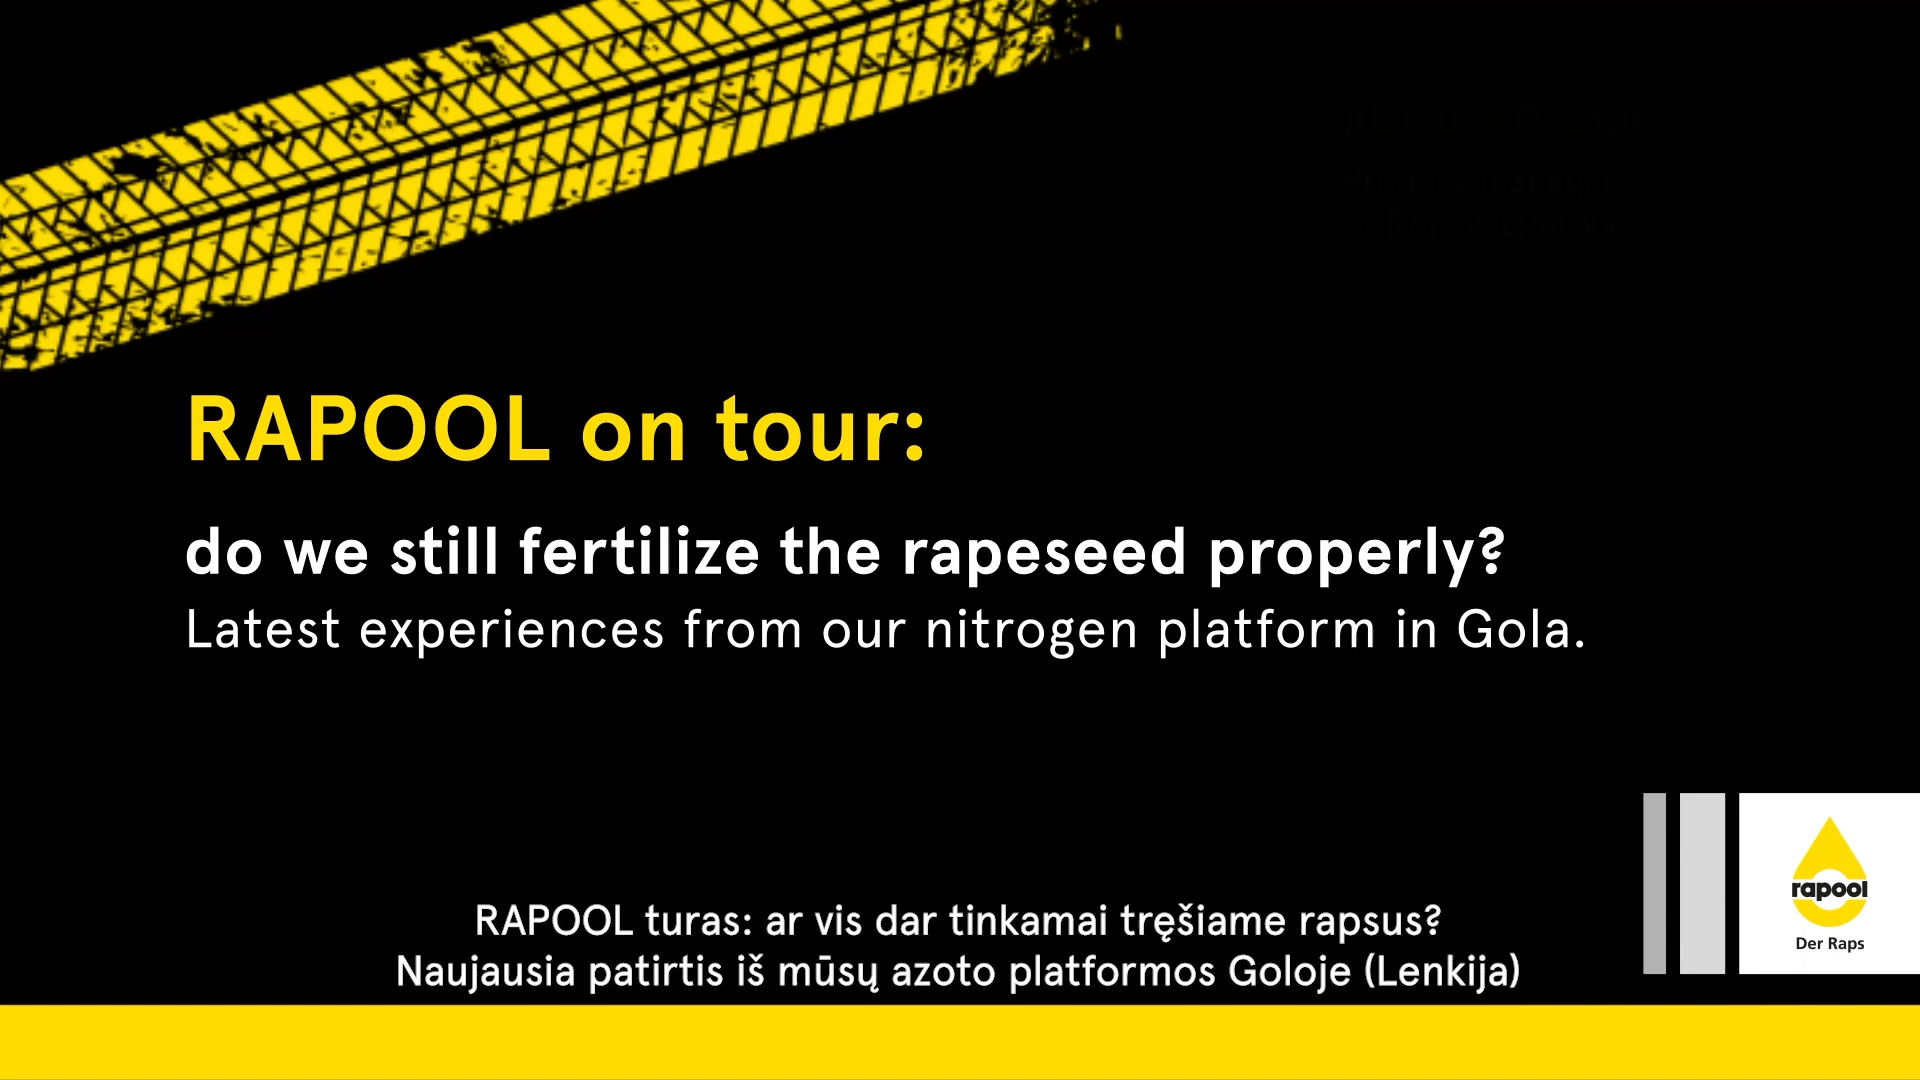 RAPOOL on tour:
do we still fertilize the rapeseed properly?
Latest experiences from our nitrogen platform in Gola.
rapool
Der Raps
RAPOOL turas: ar vis dar tinkamai tręšiame rapsus?
Naujausia patirtis iš mūsų azoto platformos Goloje (Lenkija)